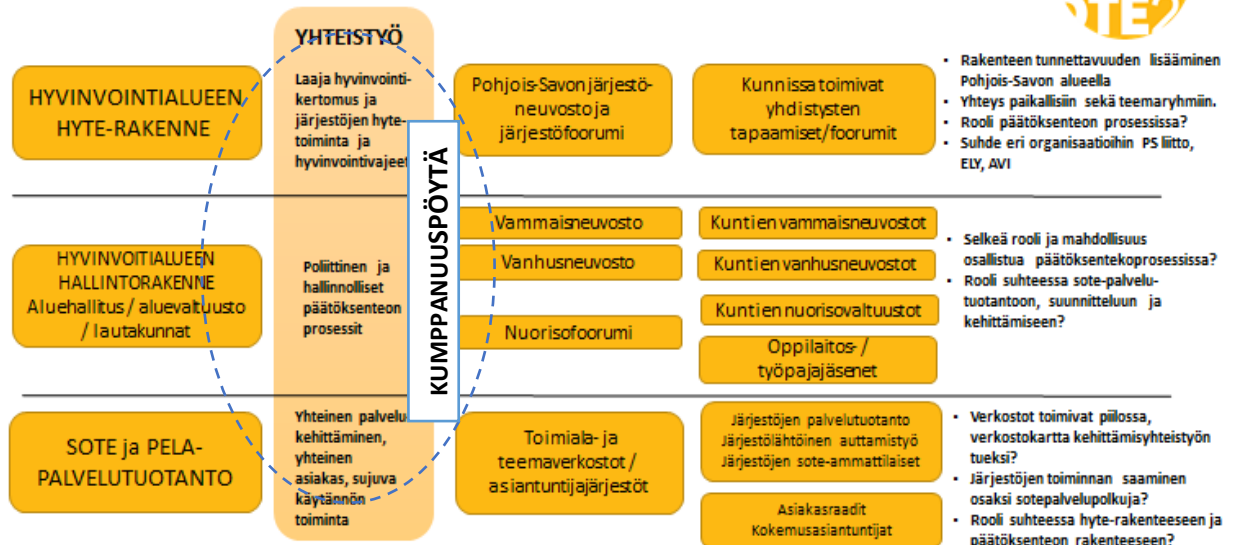 YHTEISTYÖ
HYVINVOINTIALUEEN
HYTE-RAKENNE
Laaja hyvinvointi-
kertomus ja
järjestöjen hyte-
toiminta ja
hyvinvointivajeet
Pohjois-Savon järjestö-
neuvosto ja
järjestöfoorumi
Kunnissa toimivat
yhdistysten
tapaamiset/foorumit
• Rakenteen tunnettavuuden lisääminen
Pohjois-Savon alueella
• Yhteys paikallisiin sekä teemaryhmiin.
• Rooli päätöksenteon prosessissa?
• Suhde eri organisaatioihin PS liitto,
ELY, AVI
KUMPPANUUSPÖYTÄ
HYVINVOITIALUEEN
HALLINTORAKENNE
Aluehallitus / aluevaltuusto
/ lautakunnat
Poliittinen ja
hallinnolliset
päätöksenteon
prosessit
Vammaisneuvosto
Vanhusneuvosto
Nuorisofoorumi
Kuntien vammaisneuvostot
Kuntien vanhusneuvostot
Kuntien nuorisovaltuustot
Oppilaitos- /
työpajajäsenet
• Selkeä rooli ja mahdollisuus
osallistua päätöksentekoprosessissa?
• Rooli suhteessa sote-palvelu-
tuotantoon, suunnitteluun ja
kehittämiseen?
SOTE ja PELA-
PALVELUTUOTANTO
Yhteinen palvelu-
kehittäminen,
yhteinen
asiakas, sujuva
käytännön
toiminta
Toimiala- ja
teemaverkostot /
asiantuntijajärjestöt
Järjestöjen palvelutuotanto
Järjestölähtöinen auttamistyö
Järjestöjen sote-ammattilaiset
Asiakasraadit
Kokemusasiantuntijat
• Verkostot toimivat piilossa,
verkostokartta kehittämisyhteistyön
tueksi?
• Järjestöjen toiminnan saaminen
osaksi sotepalvelupolkuja?
• Rooli suhteessa hyte-rakenteeseen ja
päätöksenteon rakenteeseen?